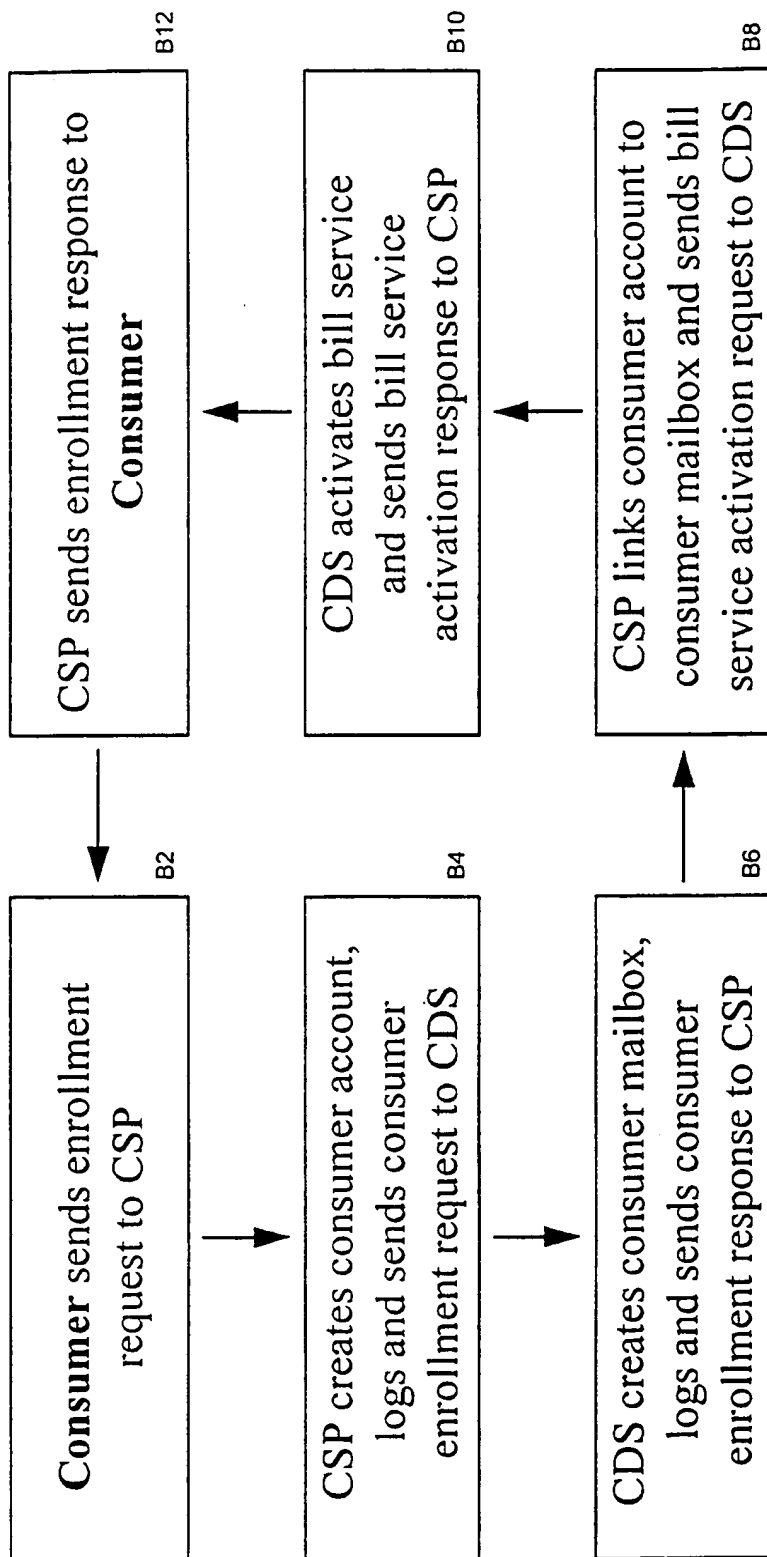 Consumer sends enrollment
request to CSP
B2
CSP creates consumer account,
logs and sends consumer
enrollment request to CDS
B4
CDS creates consumer mailbox,
logs and sends consumer
enrollment response to CSP
B6
CSP links consumer account to
consumer mailbox and sends bill
service activation request to CDS
B8
CDS activates bill service
and sends bill service
activation response to CSP
B10
CSP sends enrollment response to
Consumer
B12